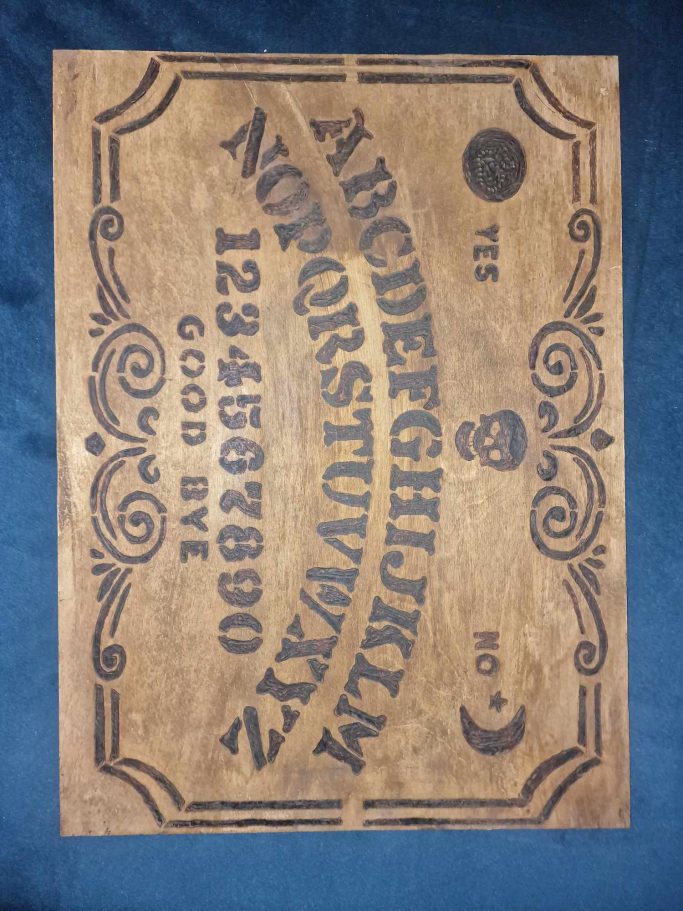 YES NO
ABCDEFGHIJKLM
NOPQRSTUVWXYZ
1234567890
GOOD BYE